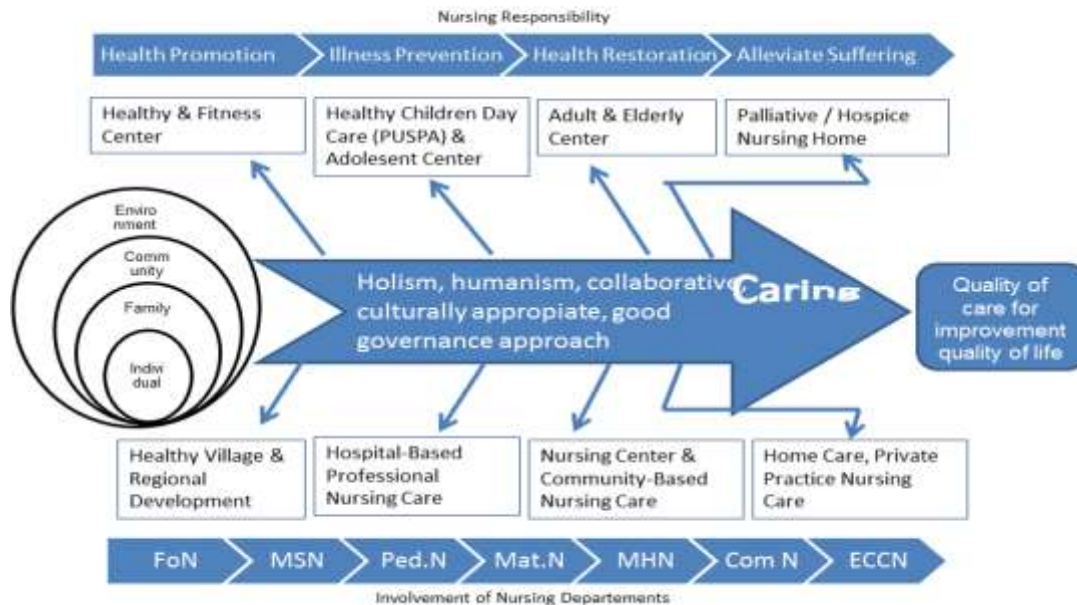 Nursing Responsibility
Health Promotion
Illness Prevention
Health Restoration
Alleviate Suffering
Healthy & Fitness
Center
Healthy Children Day
Care (PUSPA) &
Adolesent Center
Adult & Elderly
Center
Palliative / Hospice
Nursing Home
Enviro
nment
Comm
unity
Family
Indiwi
dual
Holism, humanism, collaborative,
culturally appropiate, good
governance approach
Caring
Quality of
care for
improvement
quality of life
Healthy Village &
Regional
Development
Hospital-Based
Professional
Nursing Care
Nursing Center &
Community-Based
Nursing Care
Home Care, Private
Practice Nursing
Care
FoN
MSN
Ped.N
Mat.N
MHN
Com N
ECCN
Involvement of Nursing Departements